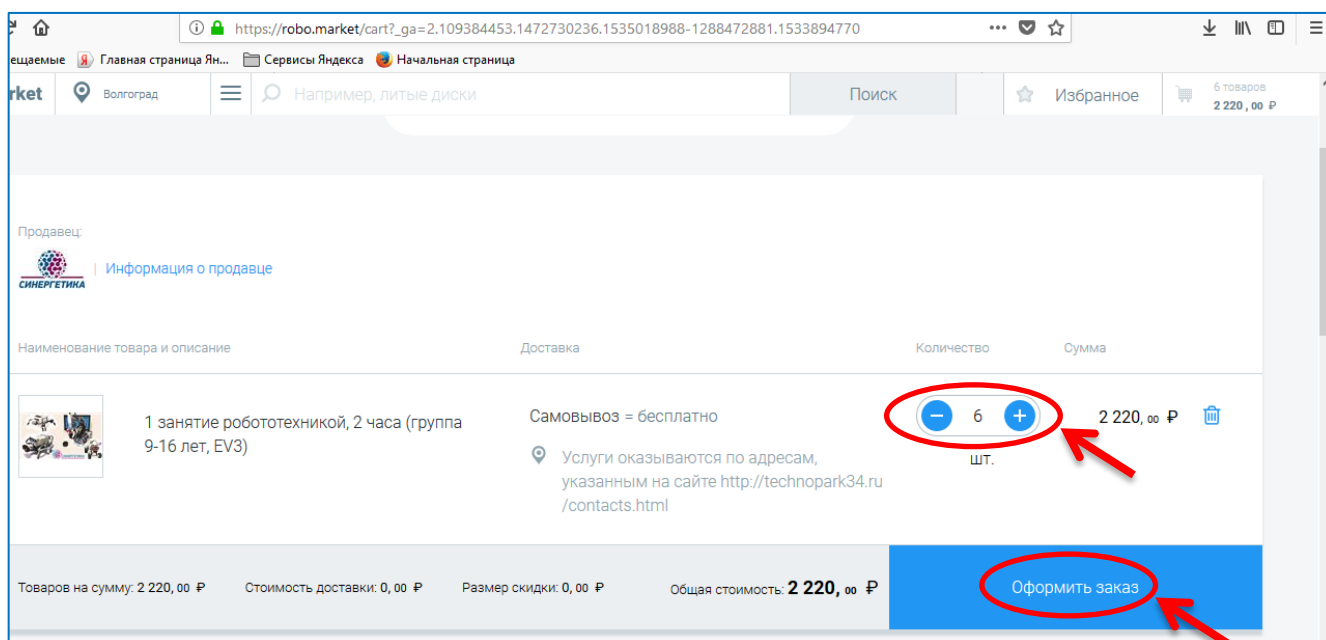 https://robo.market/cart?_ga=2.109384453.1472730236.1535018988-1288472881.1533894770
ещаемые Главная страница Ян... Сервисы Яндекса Начальная страница
rket Волгоград Например, литые диски Поиск Избранное 6 товаров
2 220, 00 ₽
Продавец:
СИНЕРГЕТИКА | Информация о продавце
Наименование товара и описание Доставка Количество Сумма
1 занятие робототехникой, 2 часа (группа
9-16 лет, EV3)
Самовывоз = бесплатно
Услуги оказываются по адресам,
указанным на сайте http://technopark34.ru
/contacts.html
− 6 +
шт.
2 220, 00 ₽
Товаров на сумму: 2 220, 00 ₽ Стоимость доставки: 0, 00 ₽ Размер скидки: 0, 00 ₽ Общая стоимость: 2 220, 00 ₽ Оформить заказ